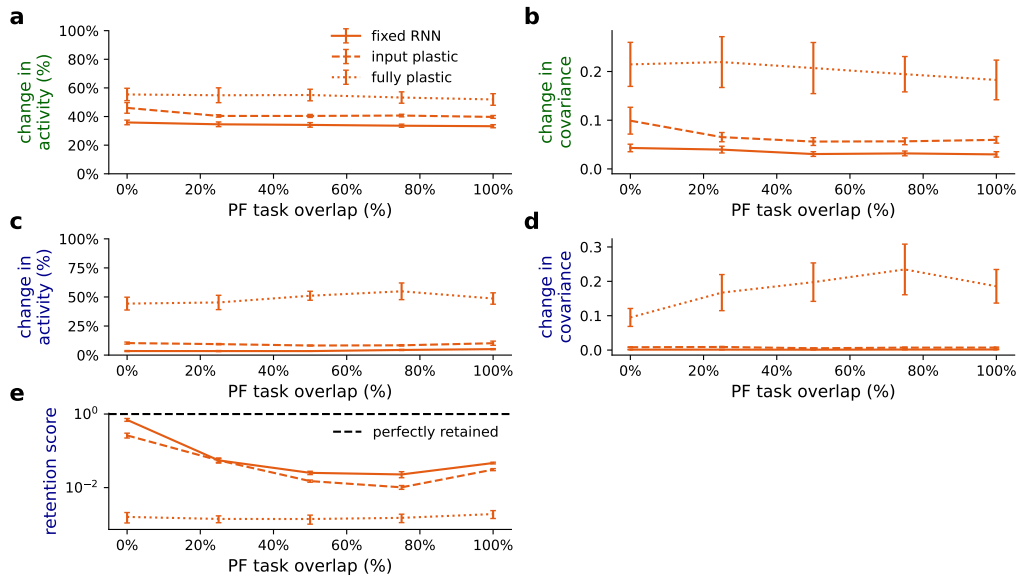 a
100%
80%
60%
40%
20%
0%
change in
activity (%)
fixed RNN
input plastic
fully plastic
0%
20%
40%
60%
80%
100%
PF task overlap (%)
b
0.2
0.1
0.0
change in
covariance
0%
20%
40%
60%
80%
100%
PF task overlap (%)
c
100%
75%
50%
25%
0%
change in
activity (%)
0%
20%
40%
60%
80%
100%
PF task overlap (%)
d
0.3
0.2
0.1
0.0
change in
covariance
0%
20%
40%
60%
80%
100%
PF task overlap (%)
e
10⁰
10⁻²
retention score
perfectly retained
0%
20%
40%
60%
80%
100%
PF task overlap (%)